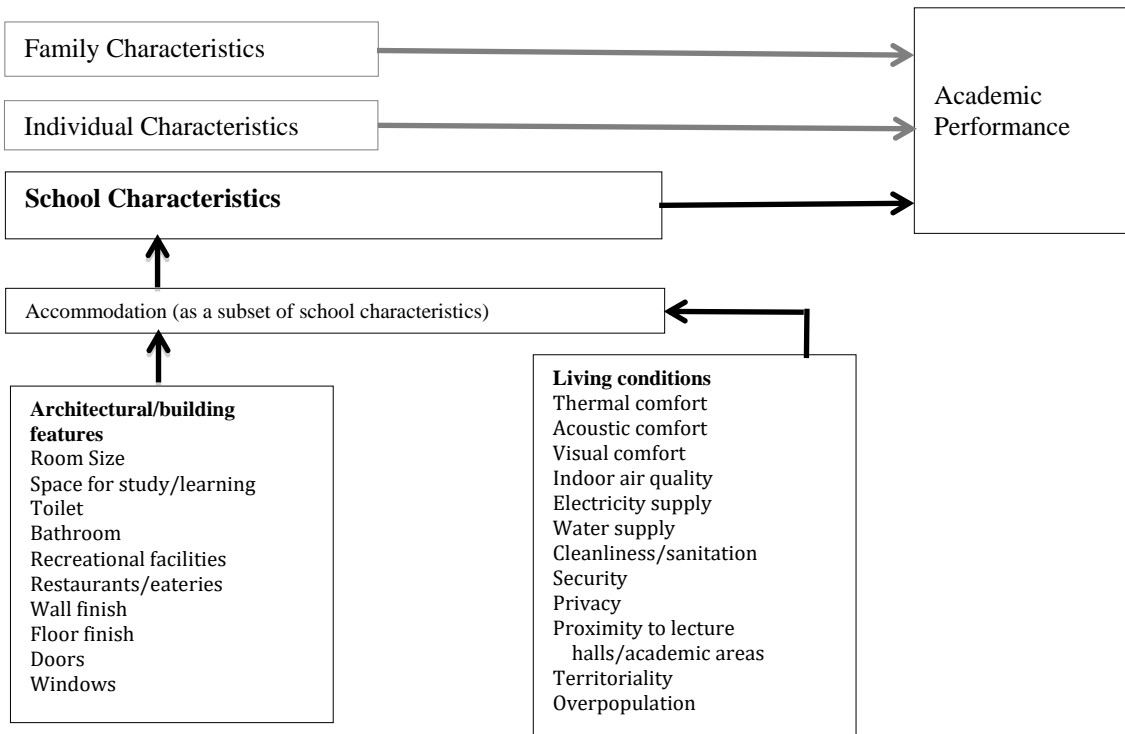 Family Characteristics
Individual Characteristics
Academic
Performance
School Characteristics
Accommodation (as a subset of school characteristics)
Architectural/building
features
Room Size
Space for study/learning
Toilet
Bathroom
Recreational facilities
Restaurants/eateries
Wall finish
Floor finish
Doors
Windows
Living conditions
Thermal comfort
Acoustic comfort
Visual comfort
Indoor air quality
Electricity supply
Water supply
Cleanliness/sanitation
Security
Privacy
Proximity to lecture
halls/academic areas
Territoriality
Overpopulation